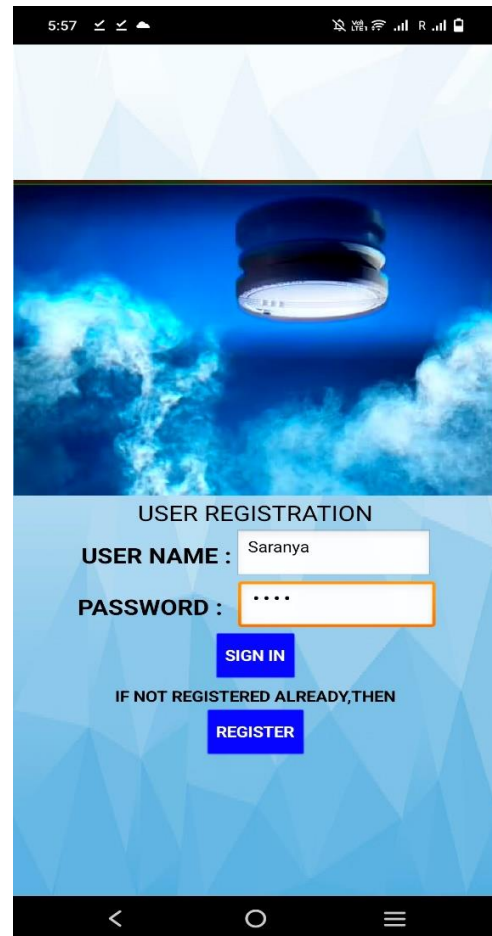 5:57
R
USER REGISTRATION
USER NAME : Saranya
PASSWORD : ····
SIGN IN
IF NOT REGISTERED ALREADY,THEN
REGISTER